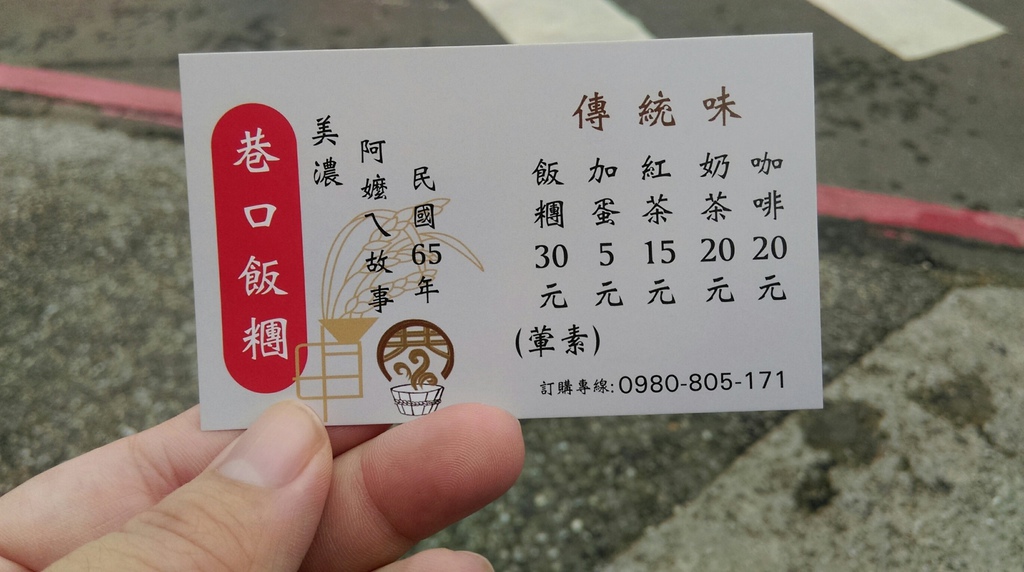 巷口飯糰
美濃
阿嬤ㄟ故事
民國65年
傳統味
飯糰30元
加蛋5元
紅茶15元
奶茶20元
咖啡20元
(葷素)
訂購專線:0980-805-171
巷